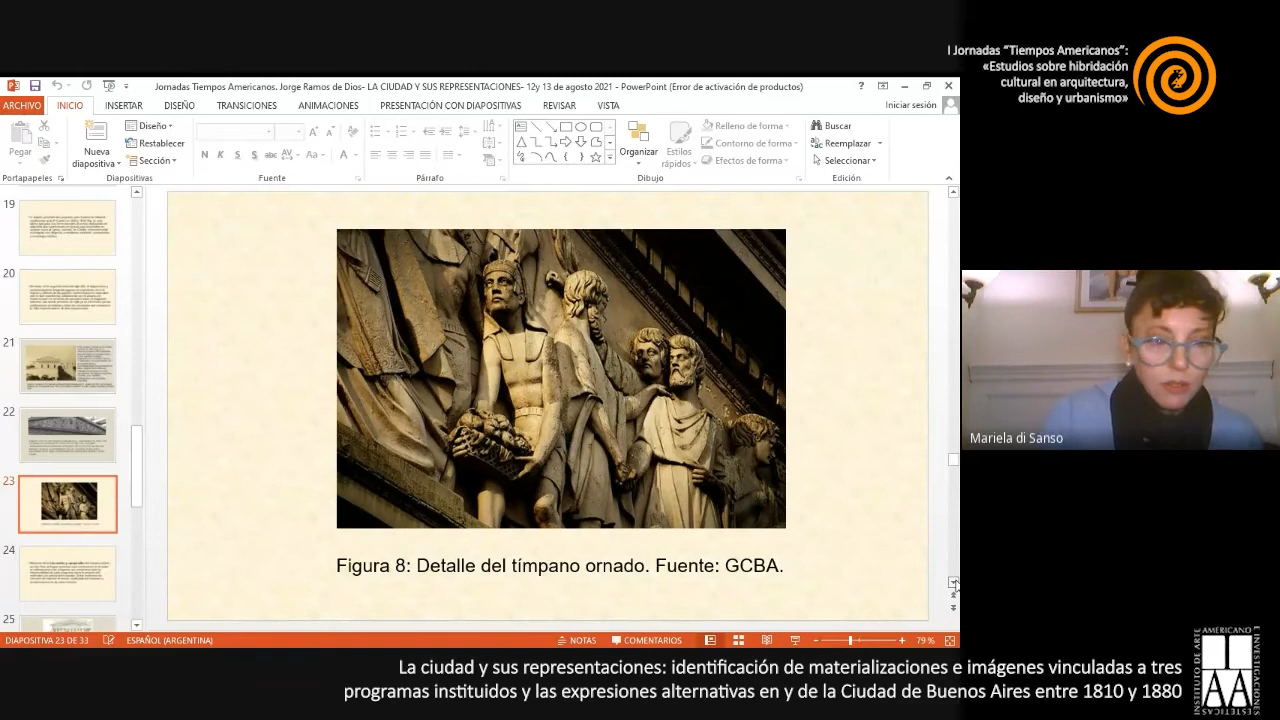 I Jornadas “Tiempos Americanos”:
«Estudios sobre hibridación
cultural en arquitectura,
diseño y urbanismo»
Jornadas Tiempos Americanos. Jorge Ramos de Dios- LA CIUDAD Y SUS REPRESENTACIONES- 12y 13 de agosto 2021 - PowerPoint (Error de activación de productos)
ARCHIVO INICIO INSERTAR DISEÑO TRANSICIONES ANIMACIONES PRESENTACIÓN CON DIAPOSITIVAS REVISAR VISTA Iniciar sesión
Pegar
Nueva
diapositiva
Diseño
Restablecer
Sección
N K S S abc AV Aa A
Organizar
Estilos
rápidos
Relleno de forma
Contorno de forma
Efectos de forma
Buscar
Reemplazar
Seleccionar
Portapapeles Diapositivas Fuente Párrafo Dibujo Edición
19
20
21
22
23
24
25
Figura 8: Detalle del tímpano ornado. Fuente: GCBA.
Mariela di Sanso
DIAPOSITIVA 23 DE 33 ESPAÑOL (ARGENTINA) NOTAS COMENTARIOS 79 %
La ciudad y sus representaciones: identificación de materializaciones e imágenes vinculadas a tres
programas instituidos y las expresiones alternativas en y de la Ciudad de Buenos Aires entre 1810 y 1880
INSTITUTO DE ARTE
AMERICANO
E INVESTIGACIONES
ESTETICAS
IAA